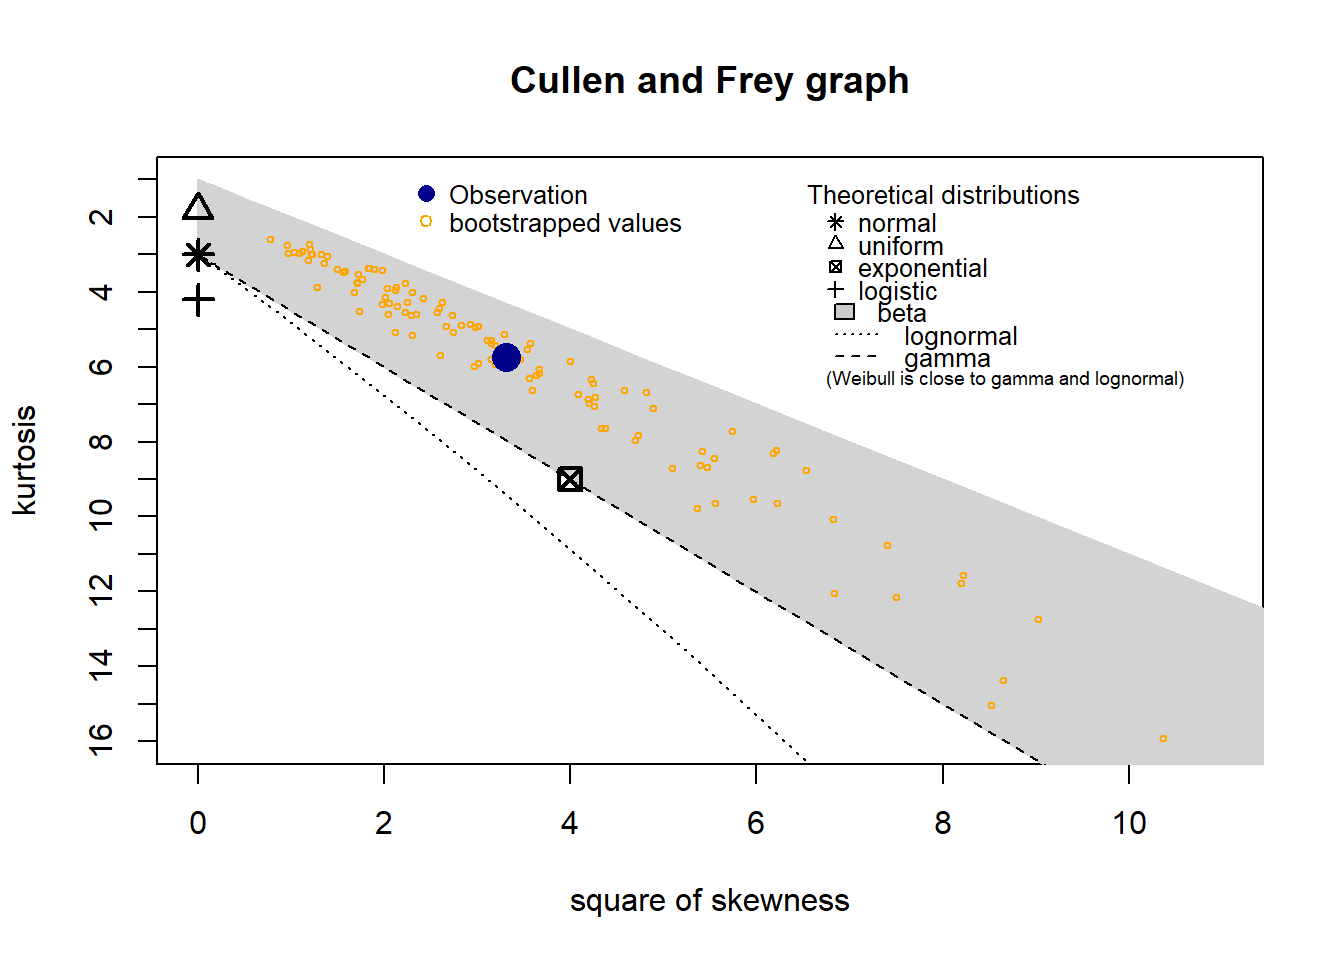 Cullen and Frey graph
Observation
bootstrapped values
Theoretical distributions
normal
uniform
exponential
logistic
beta
lognormal
gamma
(Weibull is close to gamma and lognormal)
kurtosis
2
4
6
8
10
12
14
16
0 2 4 6 8 10
square of skewness